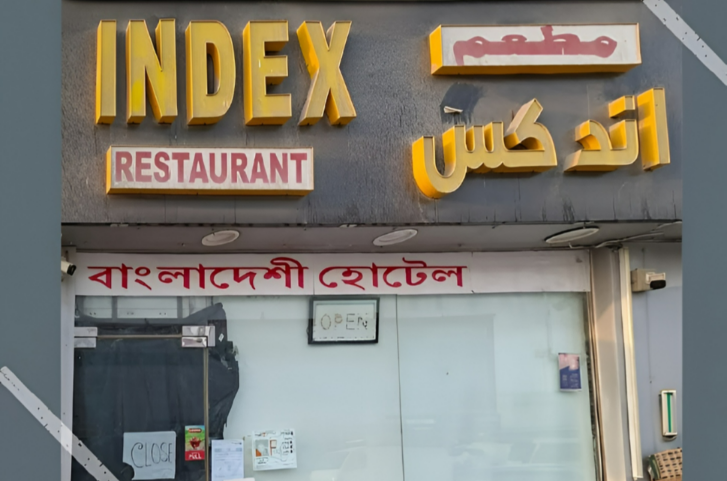 INDEX
مطعم
RESTAURANT
اندكس
বাংলাদেশী হোটেল
OPEN
CLOSE